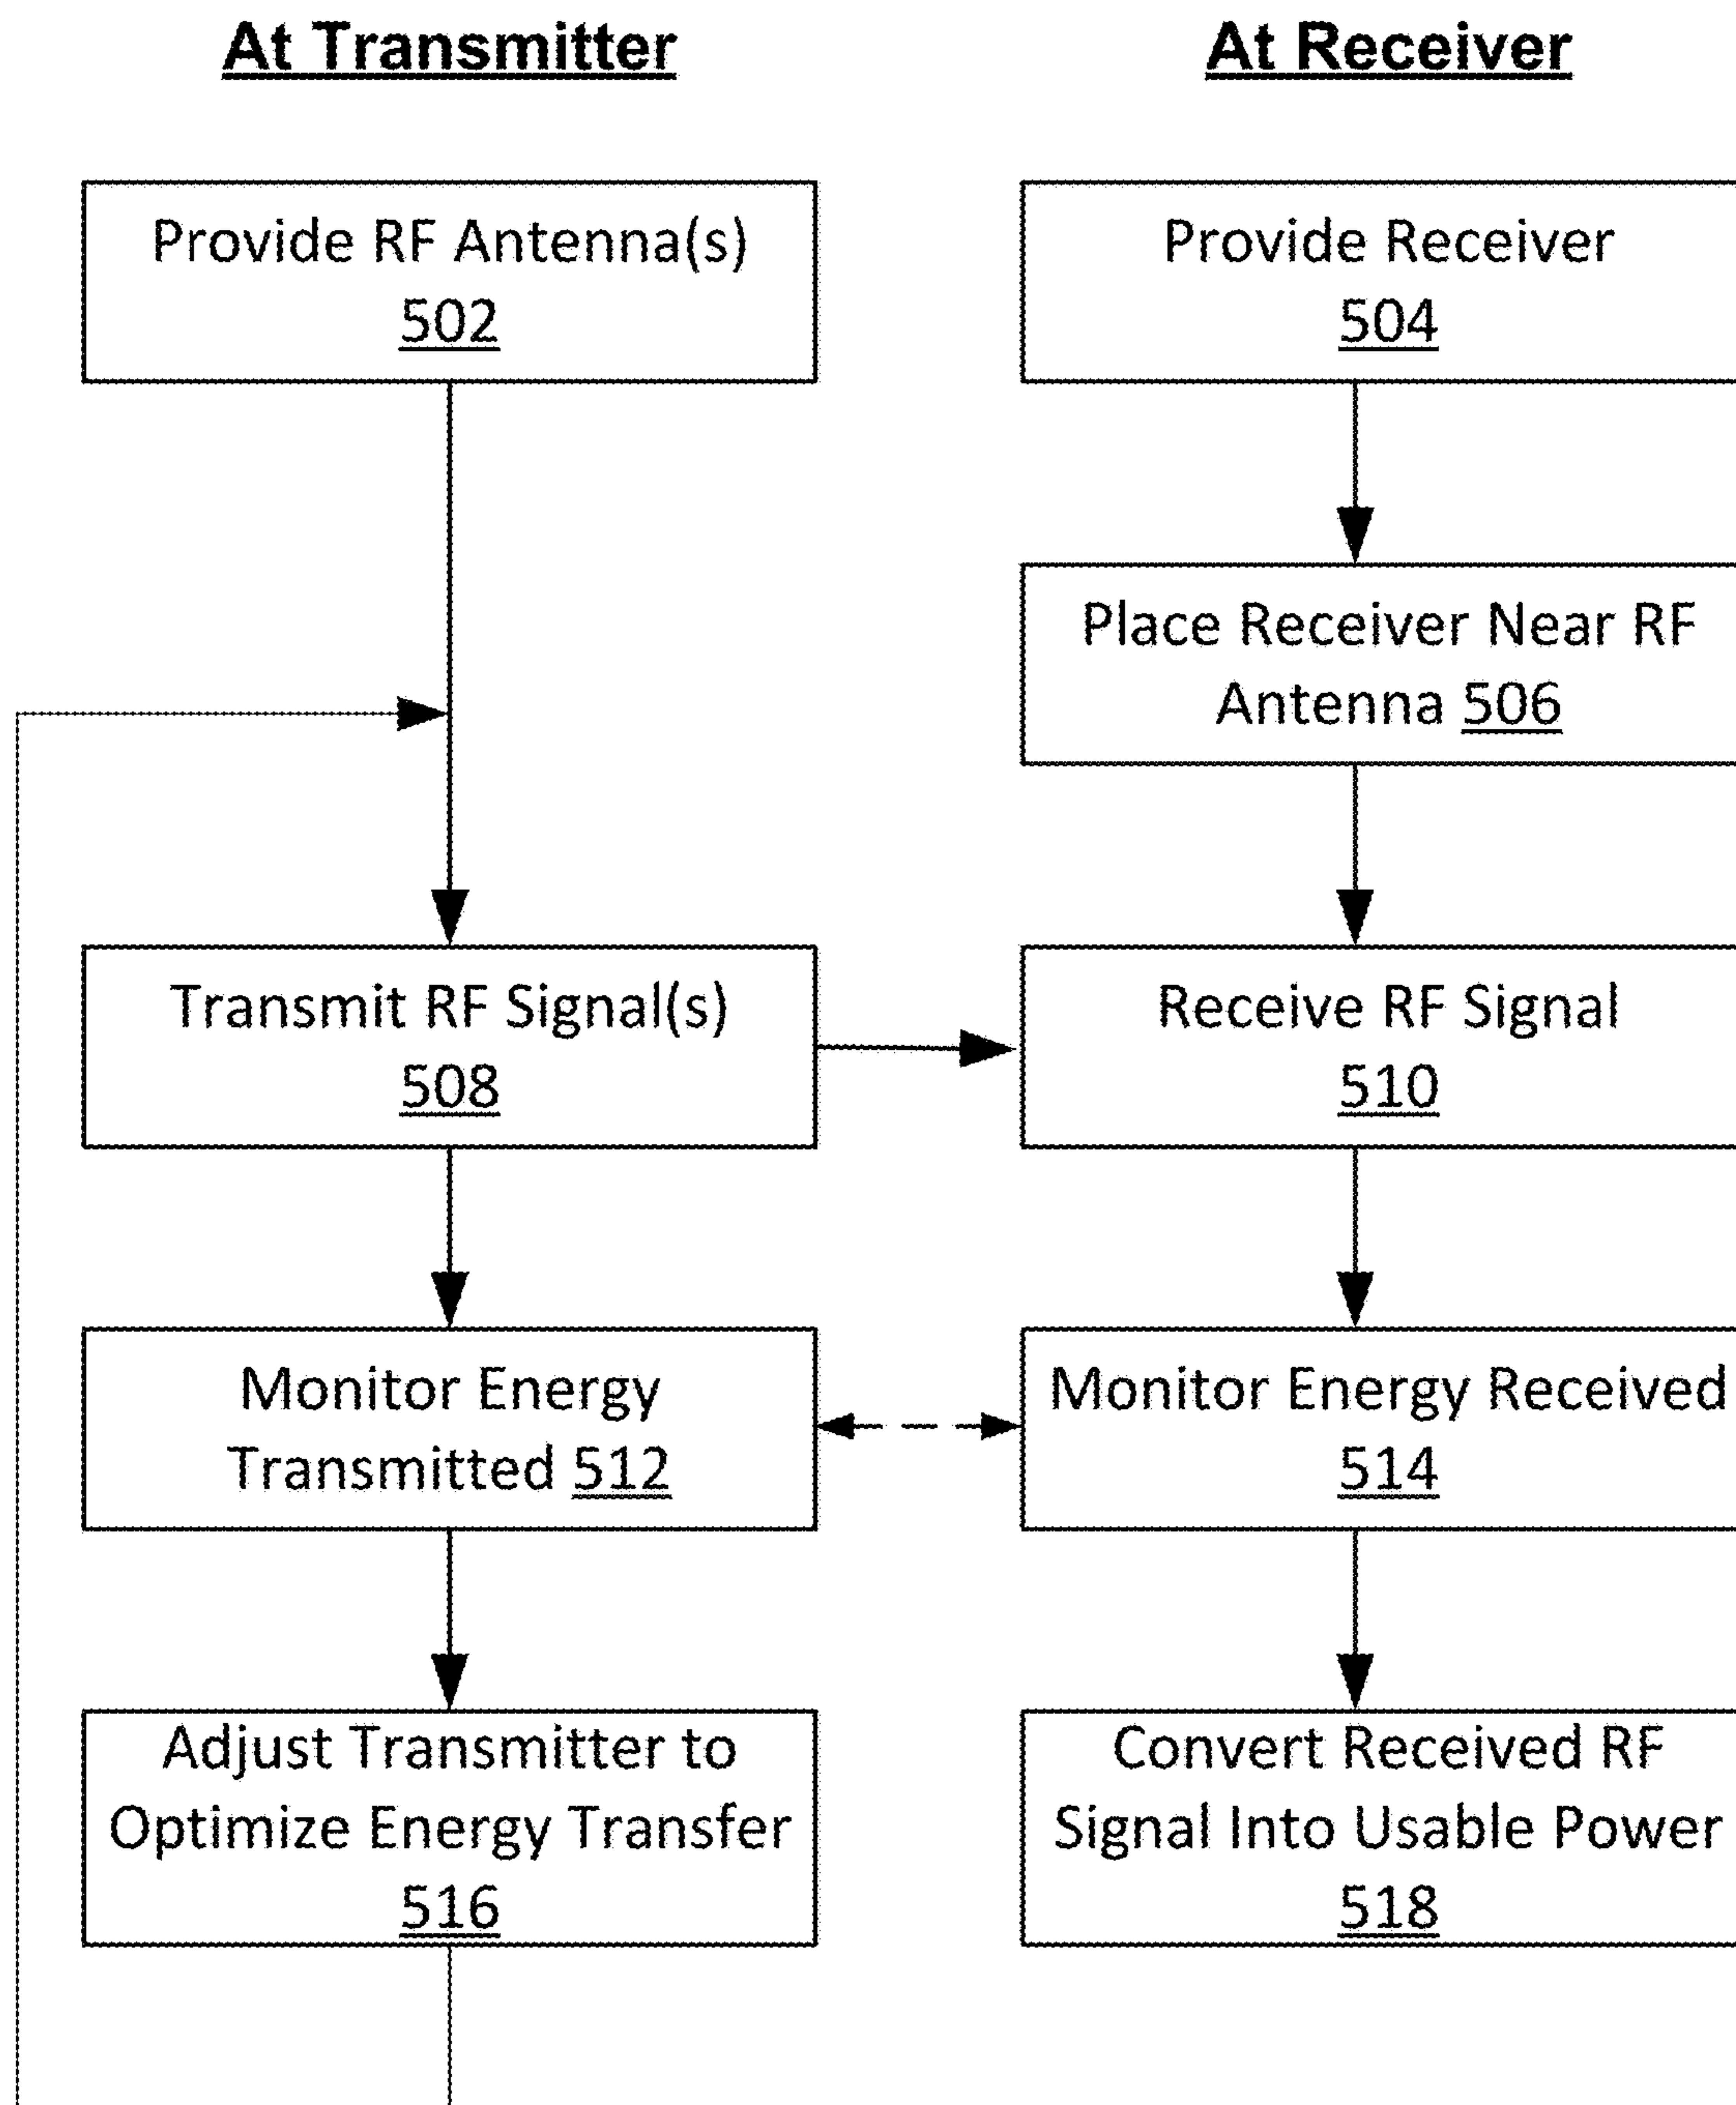 At Transmitter
At Receiver
Provide RF Antenna(s)
502
Provide Receiver
504
Place Receiver Near RF
Antenna 506
Transmit RF Signal(s)
508
Receive RF Signal
510
Monitor Energy
Transmitted 512
Monitor Energy Received
514
Adjust Transmitter to
Optimize Energy Transfer
516
Convert Received RF
Signal Into Usable Power
518